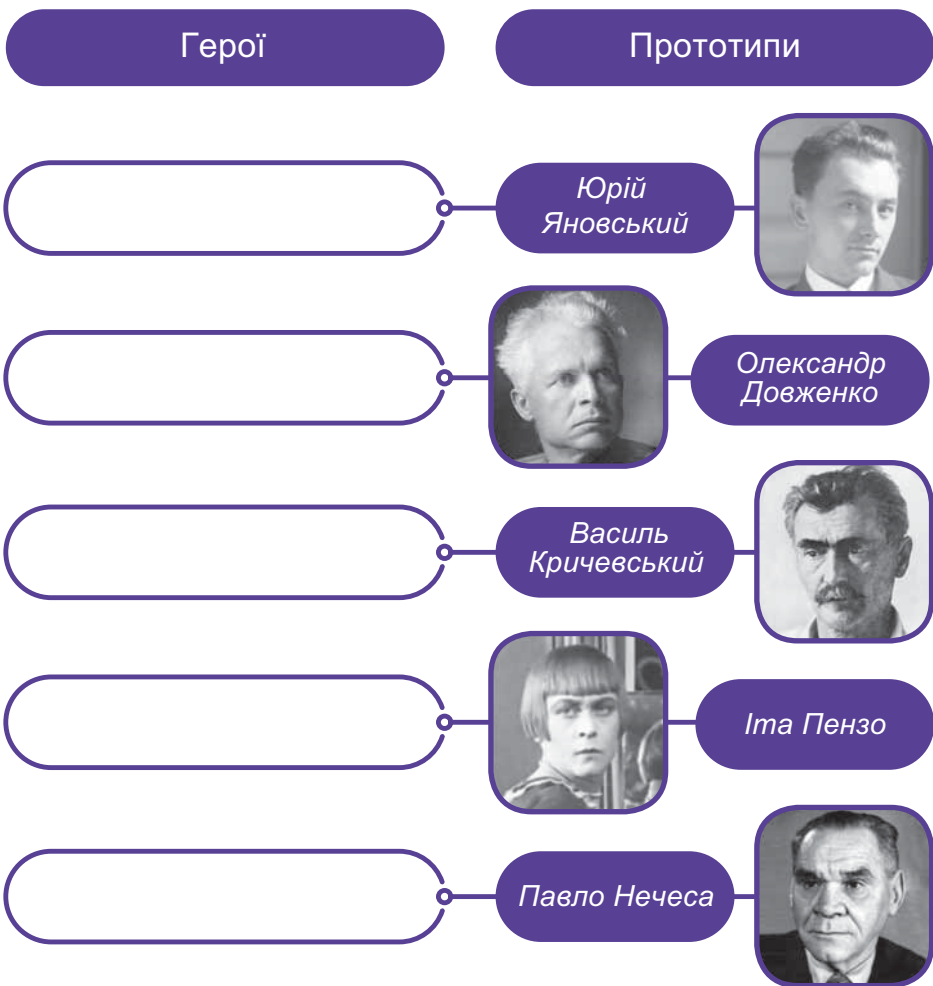 Герої
Прототипи
Юрій
Яновський
Олександр
Довженко
Василь
Кричевський
Іта Пензо
Павло Нечеса